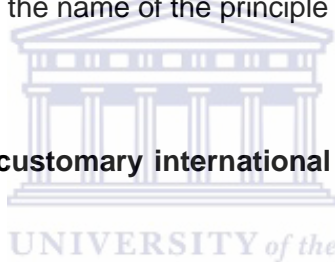 the name of the principle
customary international
UNIVERSITY of the